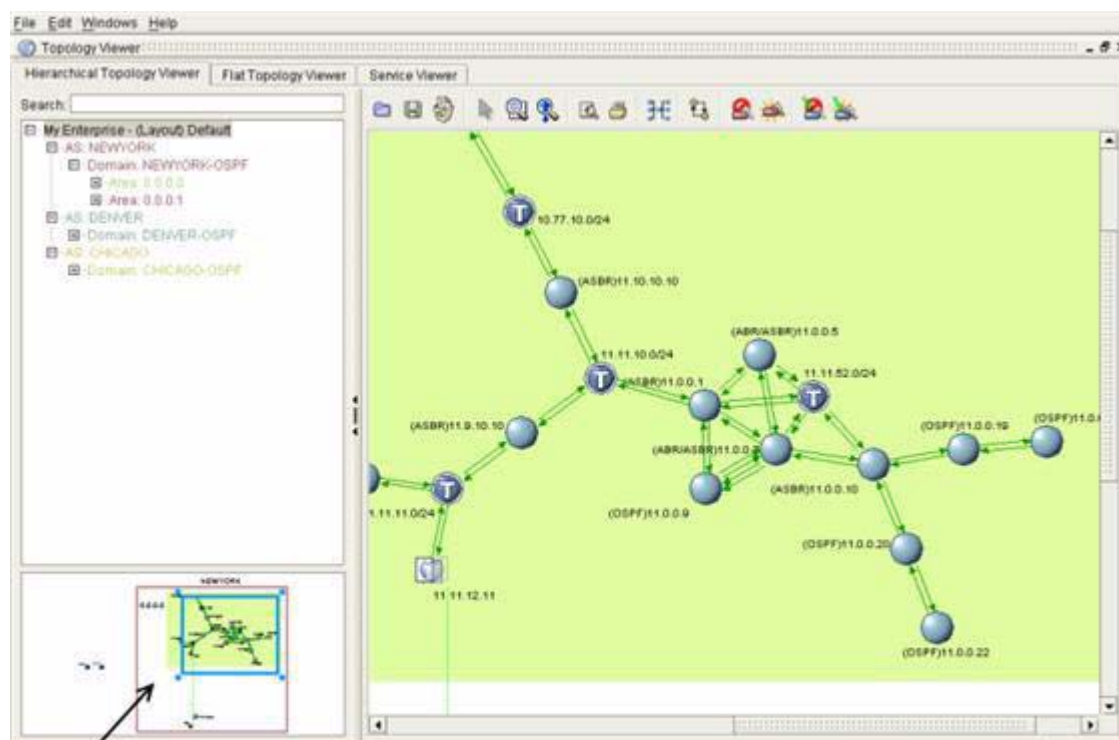 File Edit Windows Help
Topology Viewer
Hierarchical Topology Viewer Flat Topology Viewer Service Viewer
Search:
My Enterprise - (Layout) Default
AS: NEWYORK
Domain: NEWYORK-OSPF
Area: 0.0.0.0
Area: 0.0.0.1
AS: DENVER
Domain: DENVER-OSPF
AS: CHICAGO
Domain: CHICAGO-OSPF
T 10.77.10.0/24
(ASBR)11.10.10.10
(ABR/ASBR)11.0.0.5
11.11.10.0/24
T (ASBR)11.0.0.1
11.11.52.0/24
T
(ASBR)11.9.10.10
(OSPF)11.0.0.19
(ABR/ASBR)11.0.0.
T
(ASBR)11.0.0.10
1.11.11.0/24
(OSPF)11.0.0.9
(OSPF)11.0.0.20
11.11.12.11
(OSPF)11.0.0.22
NEWYORK
0.0.0.0